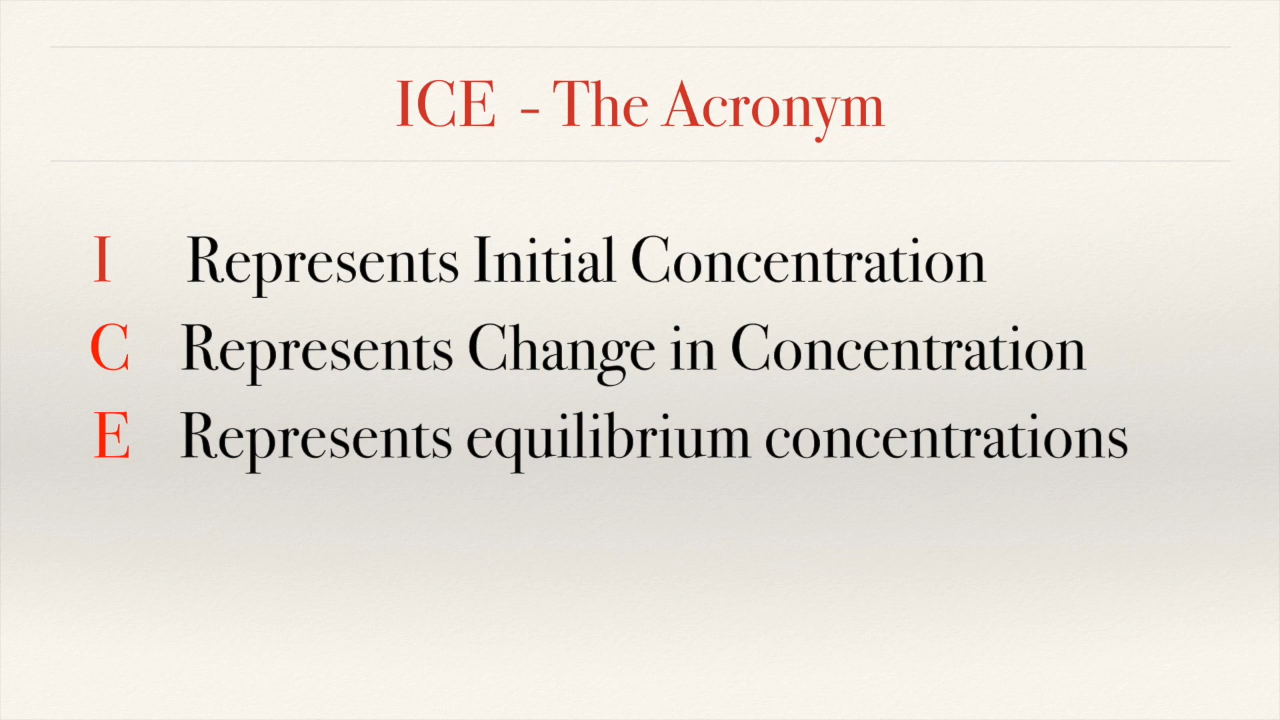 ICE - The Acronym
I Represents Initial Concentration
C Represents Change in Concentration
E Represents equilibrium concentrations